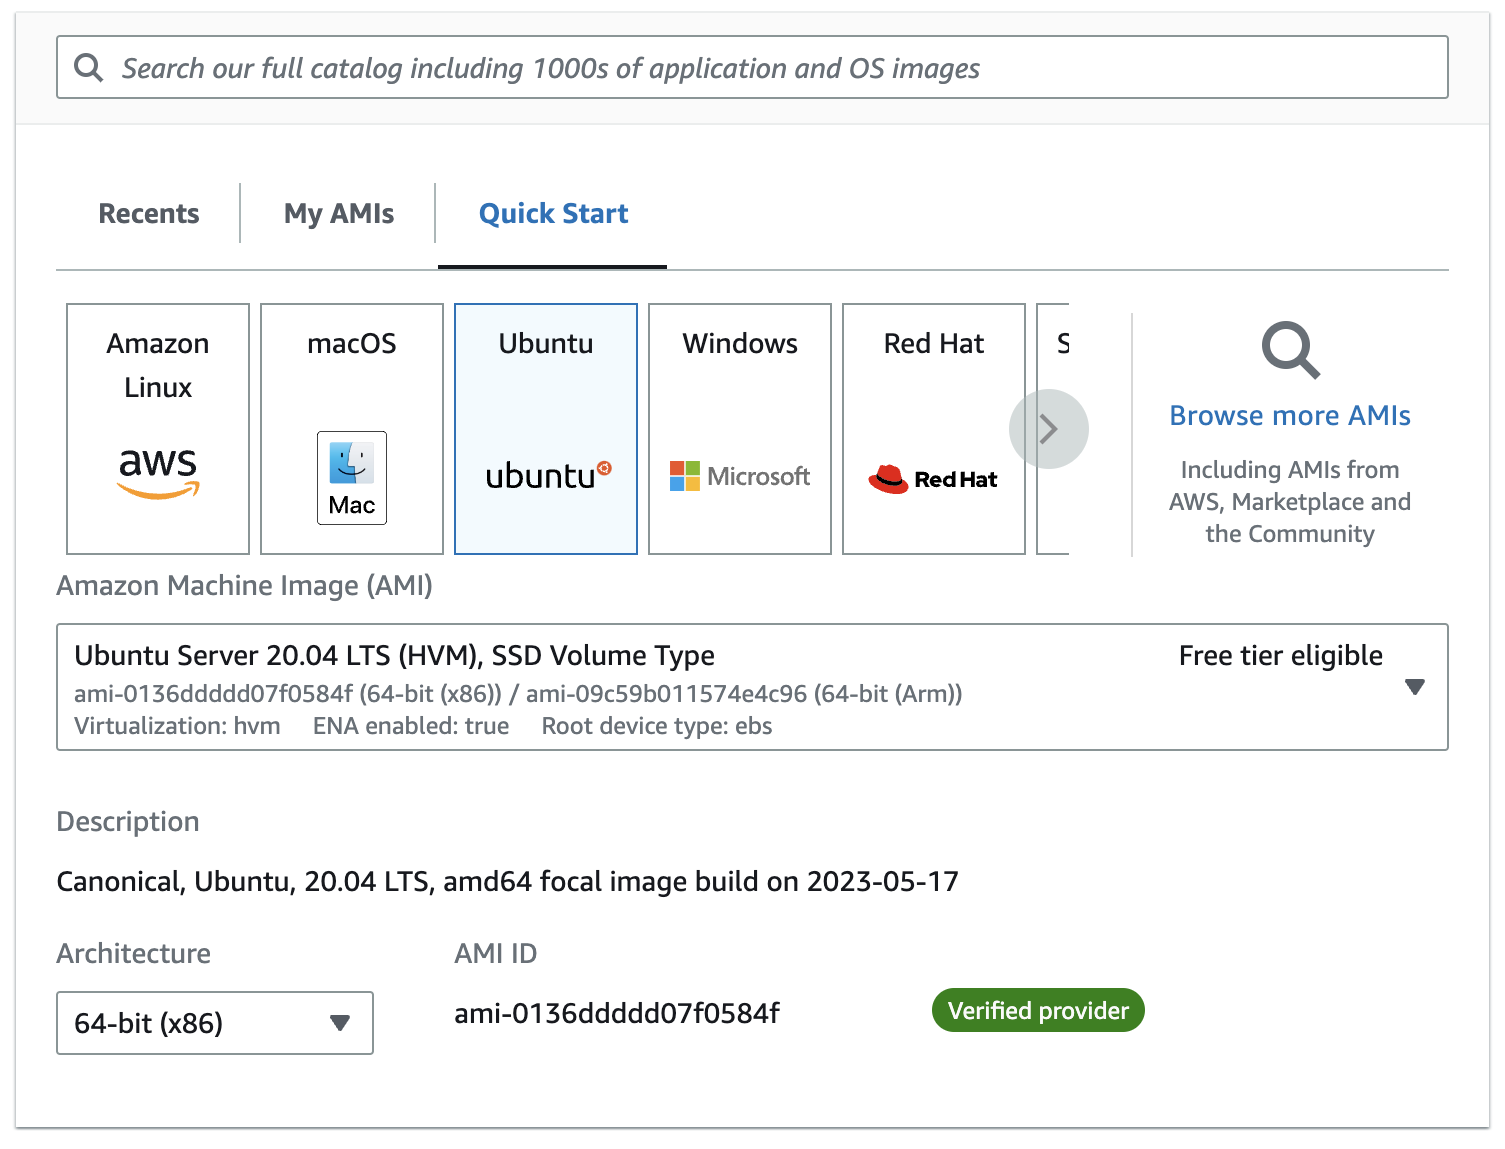 Search our full catalog including 1000s of application and OS images
Recents
My AMIs
Quick Start
Amazon
Linux
aws
macOS
Mac
Ubuntu
ubuntu
Windows
Microsoft
Red Hat
Red Hat
S
Browse more AMIs
Including AMIs from
AWS, Marketplace and
the Community
Amazon Machine Image (AMI)
Ubuntu Server 20.04 LTS (HVM), SSD Volume Type
Free tier eligible
ami-0136ddddd07f0584f (64-bit (x86)) / ami-09c59b011574e4c96 (64-bit (Arm))
Virtualization: hvm ENA enabled: true Root device type: ebs
Description
Canonical, Ubuntu, 20.04 LTS, amd64 focal image build on 2023-05-17
Architecture
AMI ID
64-bit (x86)
ami-0136ddddd07f0584f
Verified provider